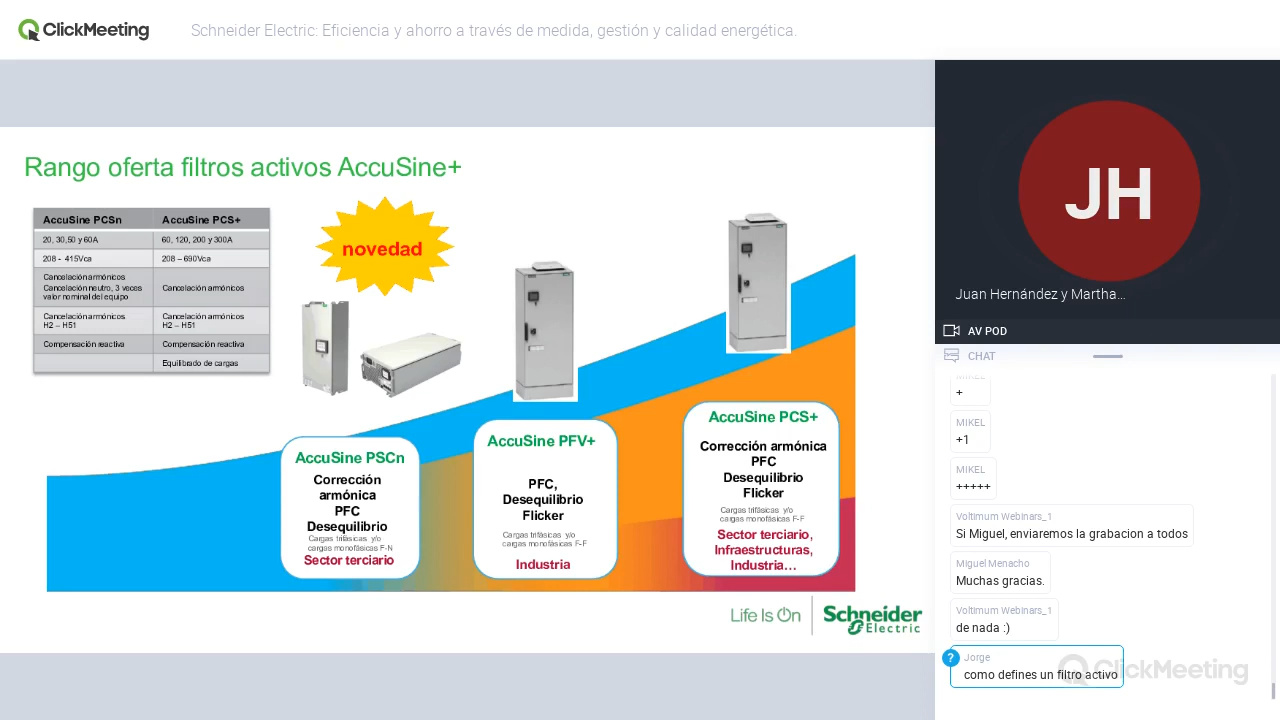 ClickMeeting
Schneider Electric: Eficiencia y ahorro a través de medida, gestión y calidad energética.
Rango oferta filtros activos AccuSine+
AccuSine PCSn
AccuSine PCS+
20, 30,50 y 60A
60, 120, 200 y 300A
208 - 415Vca
208 – 690Vca
Cancelación armónicos
Cancelación neutro, 3 veces
valor nominal del equipo
Cancelación armónicos
Cancelación armónicos
H2 – H51
Cancelación armónicos
H2 – H51
Compensación reactiva
Compensación reactiva
Equilibrado de cargas
novedad
AccuSine PSCn
Corrección
armónica
PFC
Desequilibrio
Cargas trifásicas y/o
cargas monofásicas F-N
Sector terciario
AccuSine PFV+
PFC,
Desequilibrio
Flicker
Cargas trifásicas y/o
cargas monofásicas F-F
Industria
AccuSine PCS+
Corrección armónica
PFC
Desequilibrio
Flicker
Cargas trifásicas y/o
cargas monofásicas F-F
Sector terciario,
Infraestructuras,
Industria…
Life Is On
Schneider
Electric
JH
Juan Hernández y Martha...
AV POD
CHAT
MIKEL
+
MIKEL
+1
MIKEL
+++++
Voltimum Webinars_1
Si Miguel, enviaremos la grabacion a todos
Miguel Menacho
Muchas gracias.
Voltimum Webinars_1
de nada :)
?
Jorge
como defines un filtro activo
ClickMeeting